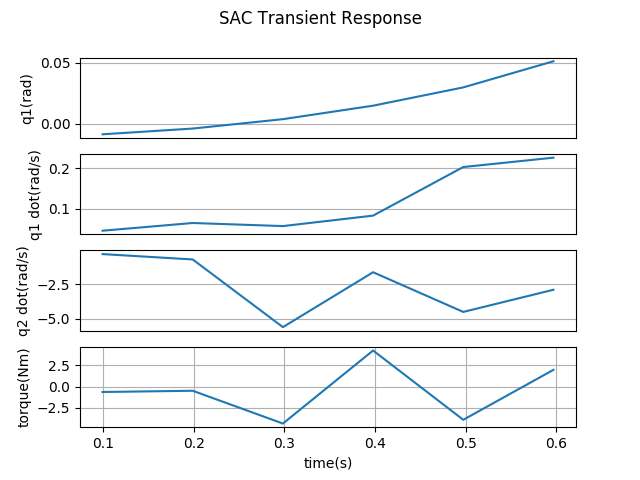 SAC Transient Response
0.05
0.00
q1(rad)
0.2
0.1
q1 dot(rad/s)
−2.5
−5.0
q2 dot(rad/s)
2.5
0.0
−2.5
torque(Nm)
0.1 0.2 0.3 0.4 0.5 0.6
time(s)